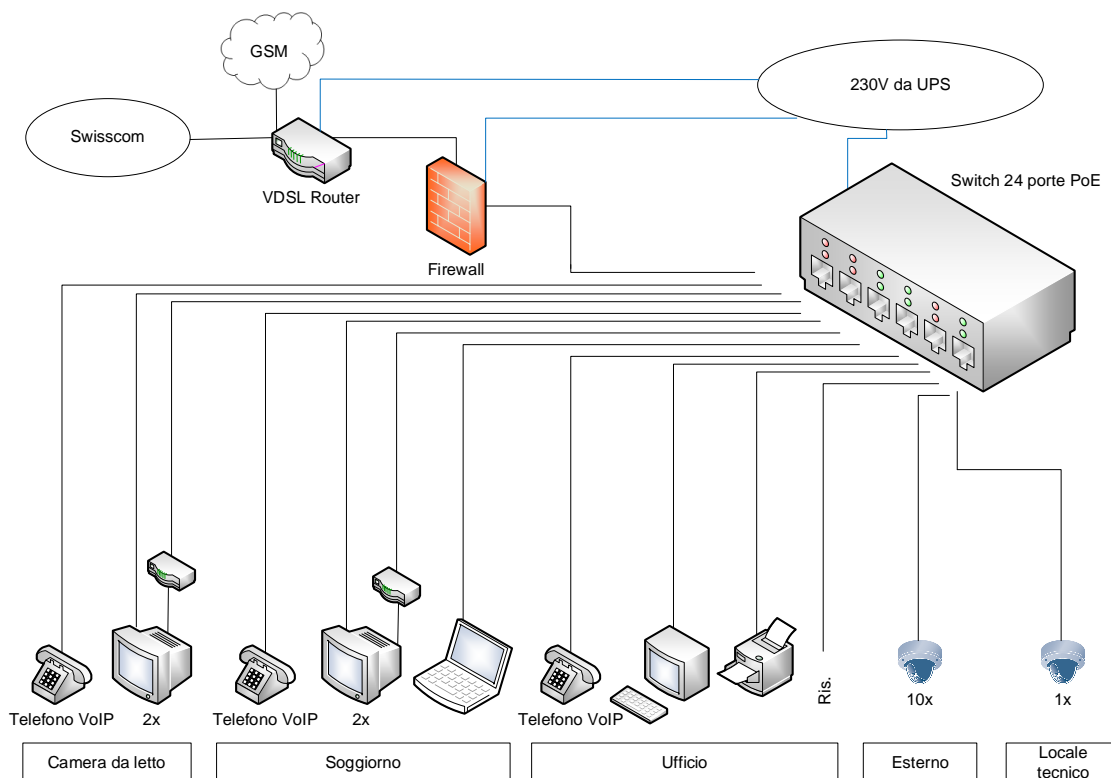 GSM
230V da UPS
Swisscom
VDSL Router
Switch 24 porte PoE
Firewall
Telefono VoIP
2x
Telefono VoIP
2x
Telefono VoIP
Ris.
10x
1x
Camera da letto
Soggiorno
Ufficio
Esterno
Locale
tecnico